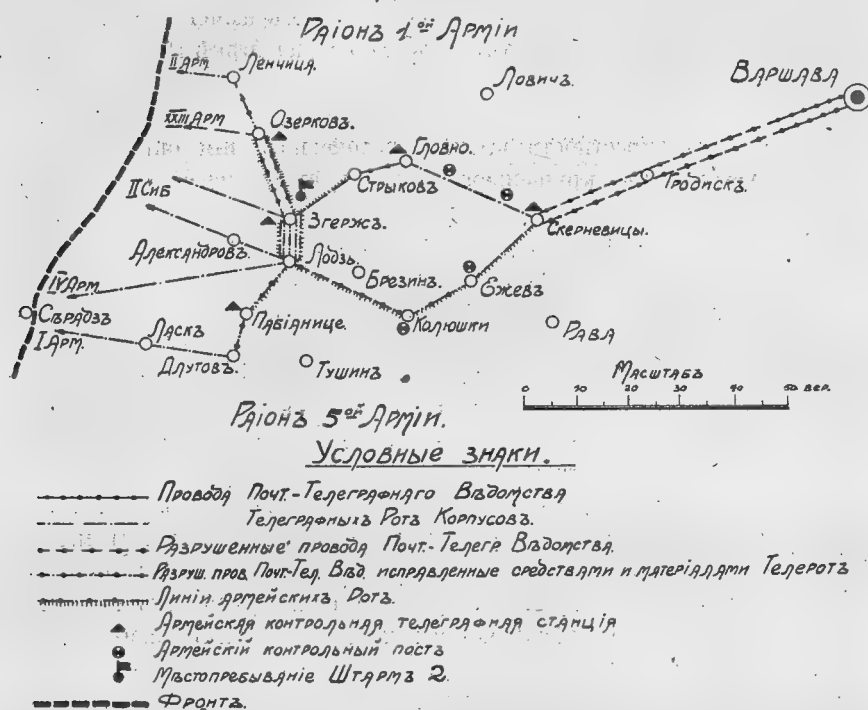 Раіонъ 1ой Арміи
II Арм
Ленчица.
Ловичъ.
Варшава
XXIII Арм
Озерковъ.
Гловно.
Стрыковъ.
Гродискъ.
II Сиб
Згержъ.
Скерневицы.
Александровъ.
Лодзь
Брезинъ.
Ежевъ
IV Арм
Сѣрадзъ
Пабіанице.
Колюшки
Рава
I Арм.
Ласкъ
Длутовъ.
Тушинъ
Масштабъ
0 10 20 30 40 50 вер.
Раіонъ 5ой Арміи.
Условные знаки.
Провода Почт.-Телеграфнаго Вѣдомства
Телеграфныхъ Ротъ Корпусовъ.
Разрушенные провода Почт.-Телегр. Вѣдомства.
Разруш. пров. Почт-Тел. Вѣд. исправленные средствами и матеріалами Телеротъ
Линіи армейскихъ Ротъ.
Армейская контрольная телеграфная станція
Армейскій контрольный постъ
Мѣстопребываніе Штарма 2.
Фронтъ.